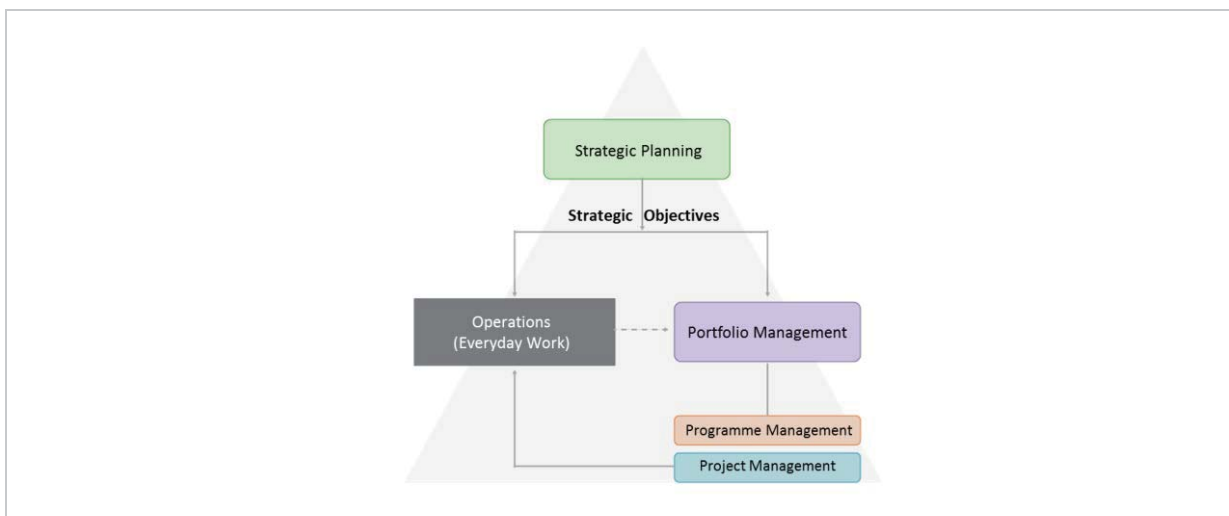 Strategic Planning
Strategic Objectives
Operations
(Everyday Work)
Portfolio Management
Programme Management
Project Management